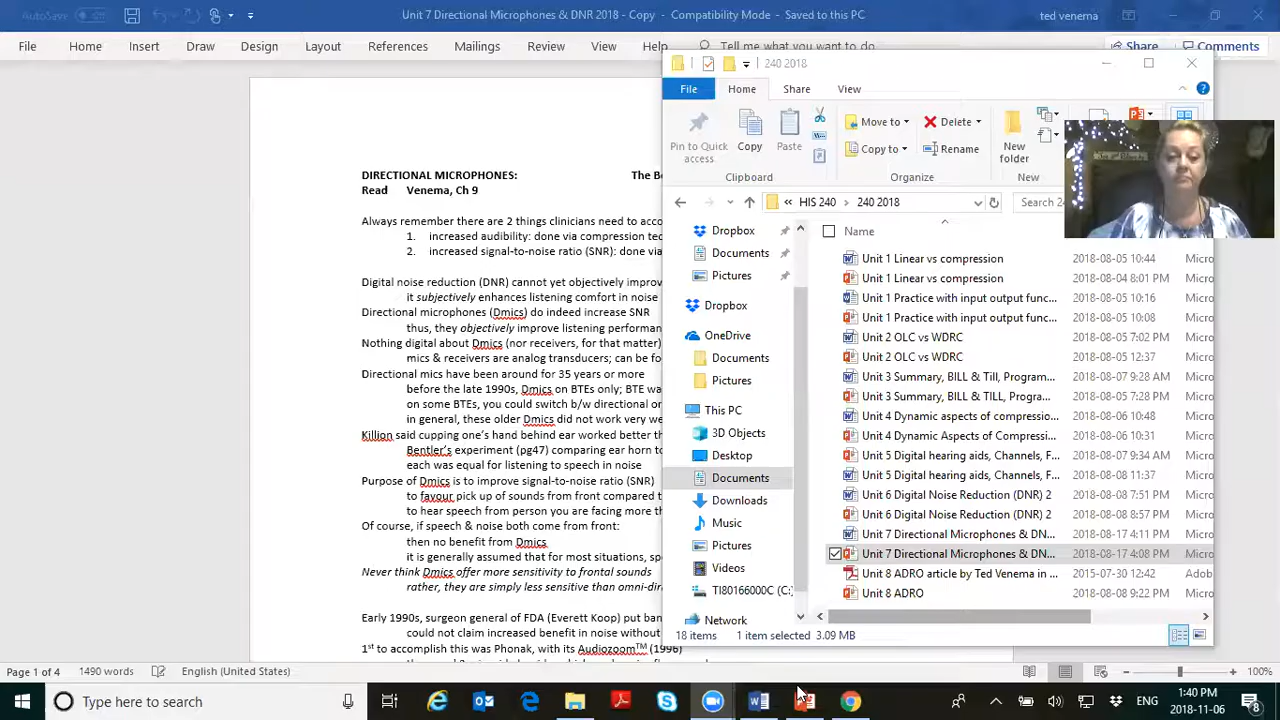 AutoSave Off
Unit 7 Directional Microphones & DNR 2018 - Copy - Compatibility Mode - Saved to this PC
ted venema
File Home Insert Draw Design Layout References Mailings Review View Help Tell me what you want to do Share Comments
DIRECTIONAL MICROPHONES: The Be
Read Venema, Ch 9
Always remember there are 2 things clinicians need to acco
1. increased audibility: done via compression tec
2. increased signal-to-noise ratio (SNR): done via
Digital noise reduction (DNR) cannot yet objectively improv
it subjectively enhances listening comfort in noise
Directional microphones (Dmics) do indeed increase SNR
thus, they objectively improve listening performan
Nothing digital about Dmics (nor receivers, for that matter)
mics & receivers are analog transducers; can be fo
Directional mics have been around for 35 years or more
before the late 1990s, Dmics on BTEs only; BTE wa
on some BTEs, you could switch b/w directional or
in general, these older Dmics did not work very we
Killion said cupping one's hand behind ear worked better th
Bentler's experiment (pg47) comparing ear horn to
each was equal for listening to speech in noise
Purpose of Dmics is to improve signal-to-noise ratio (SNR)
to favour pick up of sounds from front compared t
to hear speech from person you are facing more th
Of course, if speech & noise both come from front:
then no benefit from Dmics
it is generally assumed that for most situations, sp
Never think Dmics offer more sensitivity to frontal sounds
rather, they are simply less sensitive than omni-dir
Early 1990s, surgeon general of FDA (Everett Koop) put ban
could not claim increased benefit in noise without
1st to accomplish this was Phonak, with its Audiozoom™ (1996)
240 2018
File Home Share View
Pin to Quick access
Copy
Paste
Move to
Copy to
Delete
Rename
New folder
Clipboard Organize New
HIS 240 240 2018
Search 24
Dropbox
Documents
Pictures
Dropbox
OneDrive
Documents
Pictures
This PC
3D Objects
Desktop
Documents
Downloads
Music
Pictures
Videos
TI80166000C (C:)
Network
Name
Unit 1 Linear vs compression 2018-08-05 10:44 Micro
Unit 1 Linear vs compression 2018-08-04 8:01 PM Micro
Unit 1 Practice with input output func... 2018-08-05 10:16 Micro
Unit 1 Practice with input output func... 2018-08-05 10:08 Micro
Unit 2 OLC vs WDRC 2018-08-05 7:02 PM Micro
Unit 2 OLC vs WDRC 2018-08-05 12:37 Micro
Unit 3 Summary, BILL & Till, Program... 2018-08-07 9:28 AM Micro
Unit 3 Summary, BILL & TILL, Progra... 2018-08-05 7:28 PM Micro
Unit 4 Dynamic aspects of compressio... 2018-08-06 10:48 Micro
Unit 4 Dynamic Aspects of Compressi... 2018-08-06 10:31 Micro
Unit 5 Digital hearing aids, Channels, F... 2018-08-07 9:34 AM Micro
Unit 5 Digital hearing aids, Channels, F... 2018-08-08 11:37 Micro
Unit 6 Digital Noise Reduction (DNR) 2 2018-08-08 7:51 PM Micro
Unit 6 Digital Noise Reduction (DNR) 2 2018-08-08 8:57 PM Micro
Unit 7 Directional Microphones & DN... 2018-08-17 4:11 PM Micro
Unit 7 Directional Microphones & DN... 2018-08-17 4:08 PM Micro
Unit 8 ADRO article by Ted Venema in ... 2015-07-30 12:42 Adob
Unit 8 ADRO 2018-08-08 9:22 PM Micro
18 items 1 item selected 3.09 MB
Page 1 of 4 1490 words English (United States) 100%
Type here to search
ENG
1:40 PM
2018-11-06
8